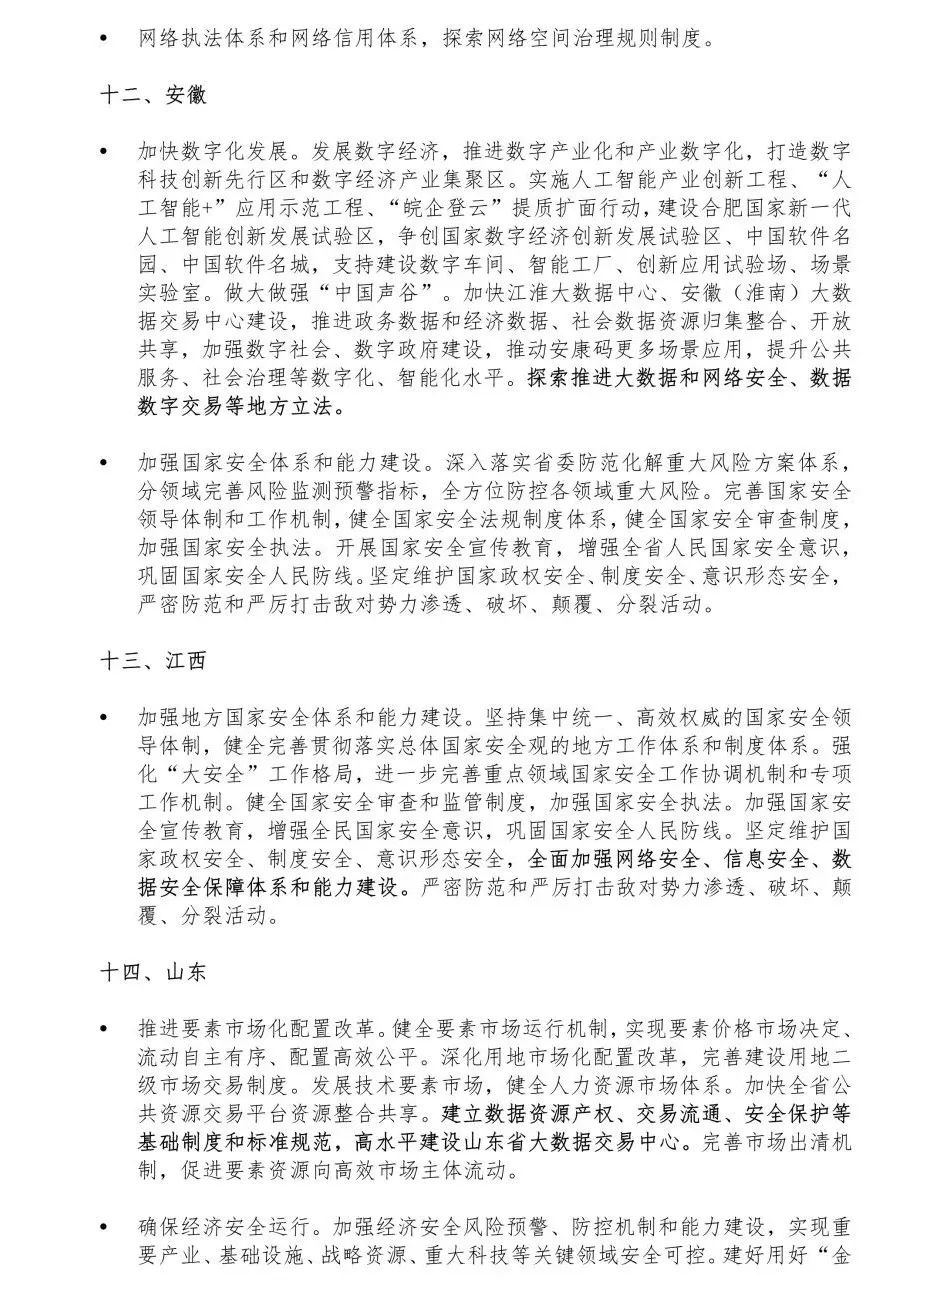 • 网络执法体系和网络信用体系，探索网络空间治理规则制度。
十二、安徽
• 加快数字化发展。发展数字经济，推进数字产业化和产业数字化，打造数字
科技创新先行区和数字经济产业集聚区。实施人工智能产业创新工程、“人
工智能+”应用示范工程、“皖企登云”提质扩面行动，建设合肥国家新一代
人工智能创新发展试验区，争创国家数字经济创新发展试验区、中国软件名
园、中国软件名城，支持建设数字车间、智能工厂、创新应用试验场、场景
实验室。做大做强“中国声谷”。加快江淮大数据中心、安徽（淮南）大数
据交易中心建设，推进政务数据和经济数据、社会数据资源归集整合、开放
共享，加强数字社会、数字政府建设，推动安康码更多场景应用，提升公共
服务、社会治理等数字化、智能化水平。探索推进大数据和网络安全、数据
数字交易等地方立法。
• 加强国家安全体系和能力建设。深入落实省委防范化解重大风险方案体系，
分领域完善风险监测预警指标，全方位防控各领域重大风险。完善国家安全
领导体制和工作机制，健全国家安全法规制度体系，健全国家安全审查制度，
加强国家安全执法。开展国家安全宣传教育，增强全省人民国家安全意识，
巩固国家安全人民防线。坚定维护国家政权安全、制度安全、意识形态安全，
严密防范和严厉打击敌对势力渗透、破坏、颠覆、分裂活动。
十三、江西
• 加强地方国家安全体系和能力建设。坚持集中统一、高效权威的国家安全领
导体制，健全完善贯彻落实总体国家安全观的地方工作体系和制度体系。强
化“大安全”工作格局，进一步完善重点领域国家安全工作协调机制和专项
工作机制。健全国家安全审查和监管制度，加强国家安全执法。加强国家安
全宣传教育，增强全民国家安全意识，巩固国家安全人民防线。坚定维护国
家政权安全、制度安全、意识形态安全，全面加强网络安全、信息安全、数
据安全保障体系和能力建设。严密防范和严厉打击敌对势力渗透、破坏、颠
覆、分裂活动。
十四、山东
• 推进要素市场化配置改革。健全要素市场运行机制，实现要素价格市场决定、
流动自主有序、配置高效公平。深化用地市场化配置改革，完善建设用地二
级市场交易制度。发展技术要素市场，健全人力资源市场体系。加快全省公
共资源交易平台资源整合共享。建立数据资源产权、交易流通、安全保护等
基础制度和标准规范，高水平建设山东省大数据交易中心。完善市场出清机
制，促进要素资源向高效市场主体流动。
• 确保经济安全运行。加强经济安全风险预警、防控机制和能力建设，实现重
要产业、基础设施、战略资源、重大科技等关键领域安全可控。建好用好“金